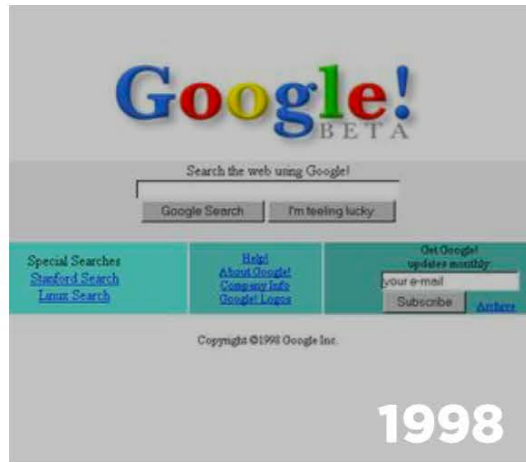 Google!
BETA
Search the web using Google!
Google Search I'm feeling lucky
Special Searches
Stanford Search
Linux Search
Help!
About Google!
Company Info
Google! Logos
Get Google!
updates monthly:
your e-mail
Subscribe Archive
Copyright ©1998 Google Inc.
1998